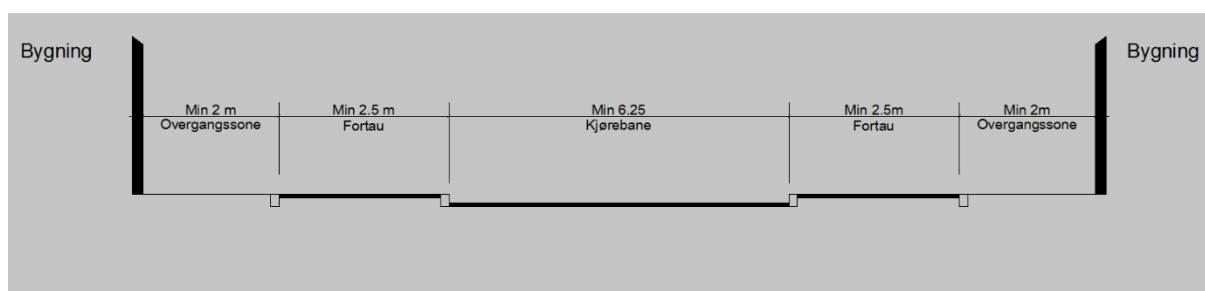 Bygning
Bygning
Min 2 m
Min 2.5 m
Min 6.25
Min 2.5m
Min 2m
Overgangssone
Fortau
Kjørebane
Fortau
Overgangssone